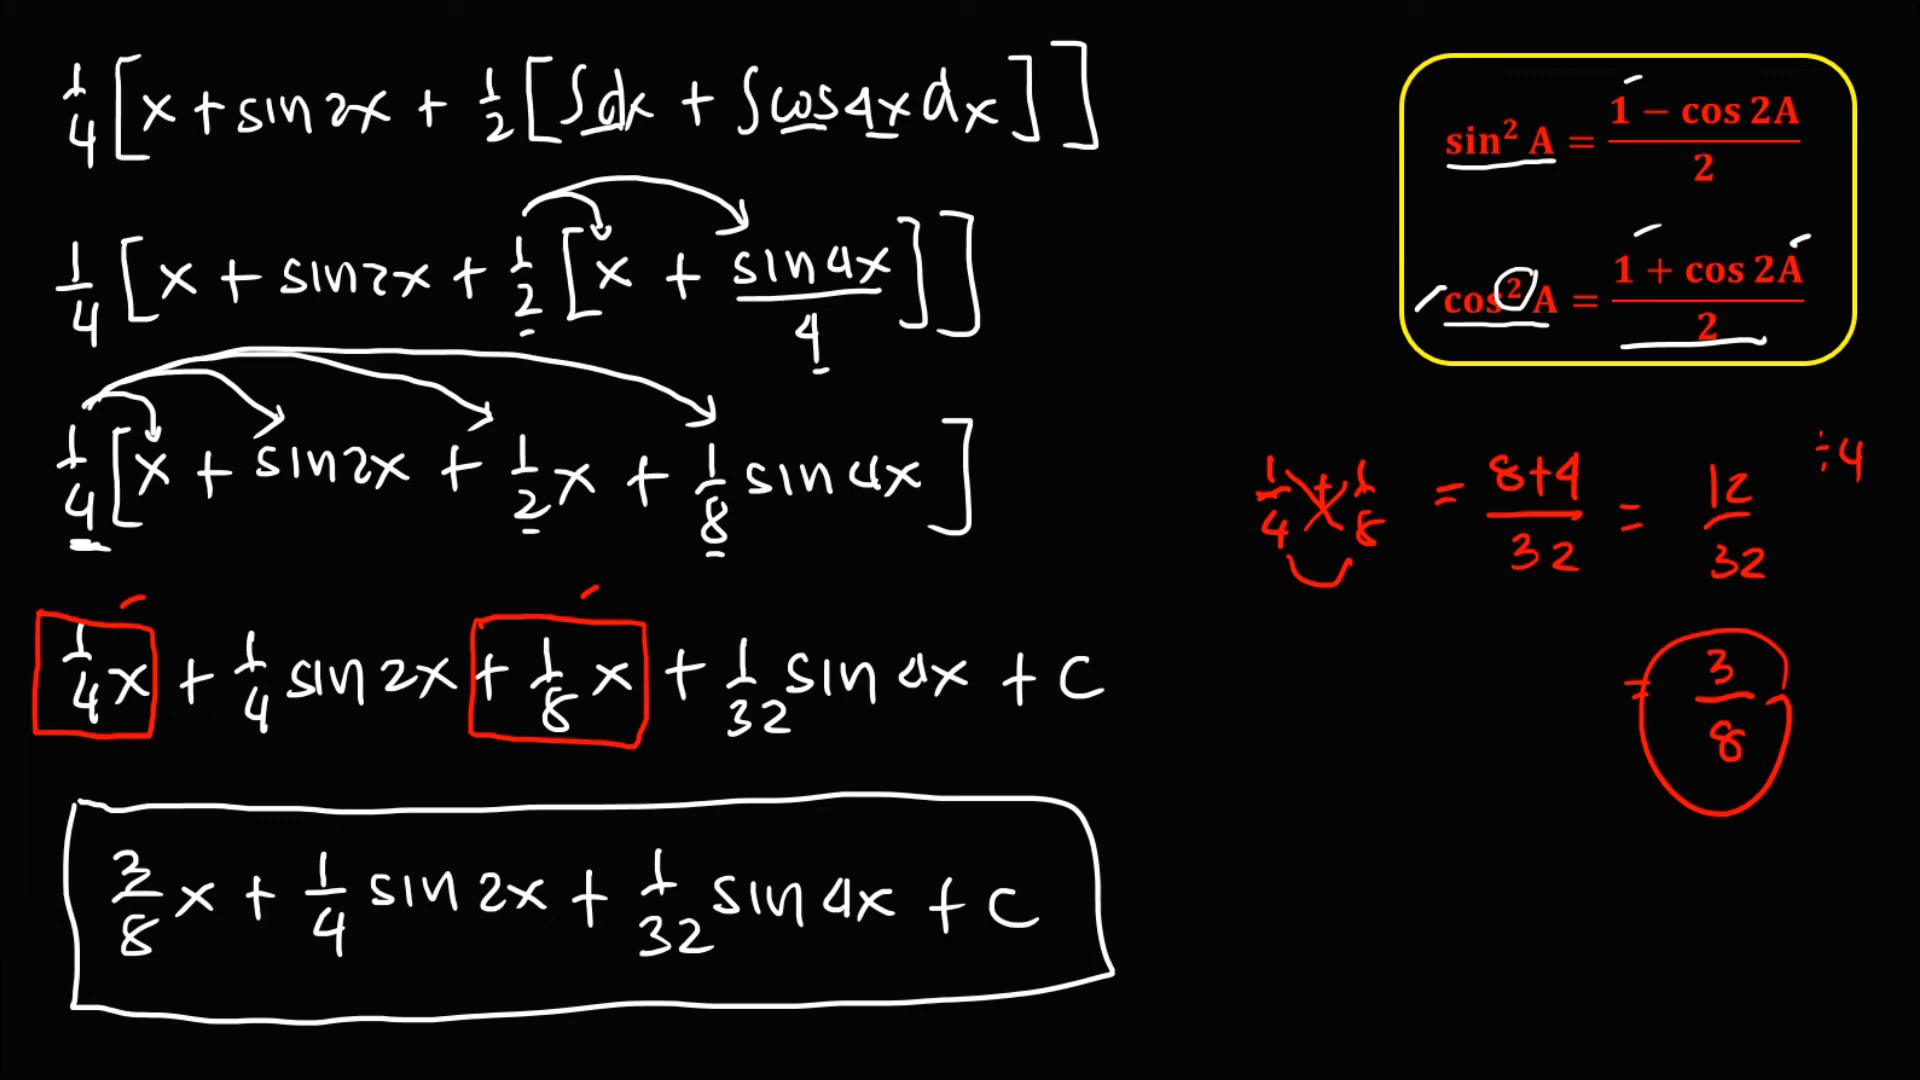 1/4 [x + sin 2x + 1/2 [∫dx + ∫cos 4x dx]]
1/4 [x + sin 2x + 1/2 [x + sin 4x/4]]
1/4 [x + sin 2x + 1/2 x + 1/8 sin 4x]
1/4 x + 1/4 sin 2x + 1/8 x + 1/32 sin 4x + C
3/8 x + 1/4 sin 2x + 1/32 sin 4x + C
sin² A = (1 − cos 2A)/2
cos² A = (1 + cos 2A)/2
1/4 + 1/8 = (8+4)/32 = 12/32 ÷4
= 3/8